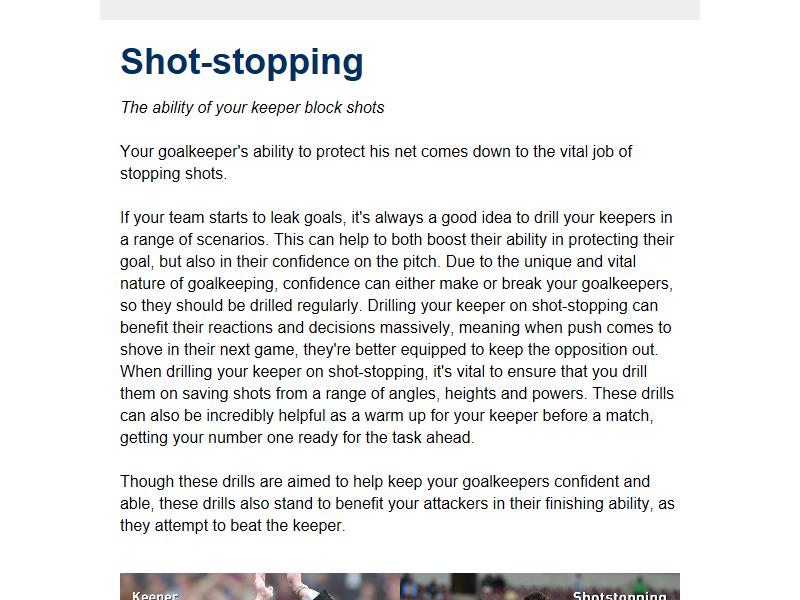 Shot-stopping
The ability of your keeper block shots
Your goalkeeper's ability to protect his net comes down to the vital job of
stopping shots.
If your team starts to leak goals, it's always a good idea to drill your keepers in
a range of scenarios. This can help to both boost their ability in protecting their
goal, but also in their confidence on the pitch. Due to the unique and vital
nature of goalkeeping, confidence can either make or break your goalkeepers,
so they should be drilled regularly. Drilling your keeper on shot-stopping can
benefit their reactions and decisions massively, meaning when push comes to
shove in their next game, they're better equipped to keep the opposition out.
When drilling your keeper on shot-stopping, it's vital to ensure that you drill
them on saving shots from a range of angles, heights and powers. These drills
can also be incredibly helpful as a warm up for your keeper before a match,
getting your number one ready for the task ahead.
Though these drills are aimed to help keep your goalkeepers confident and
able, these drills also stand to benefit your attackers in their finishing ability, as
they attempt to beat the keeper.
Keeper
Shotstopping